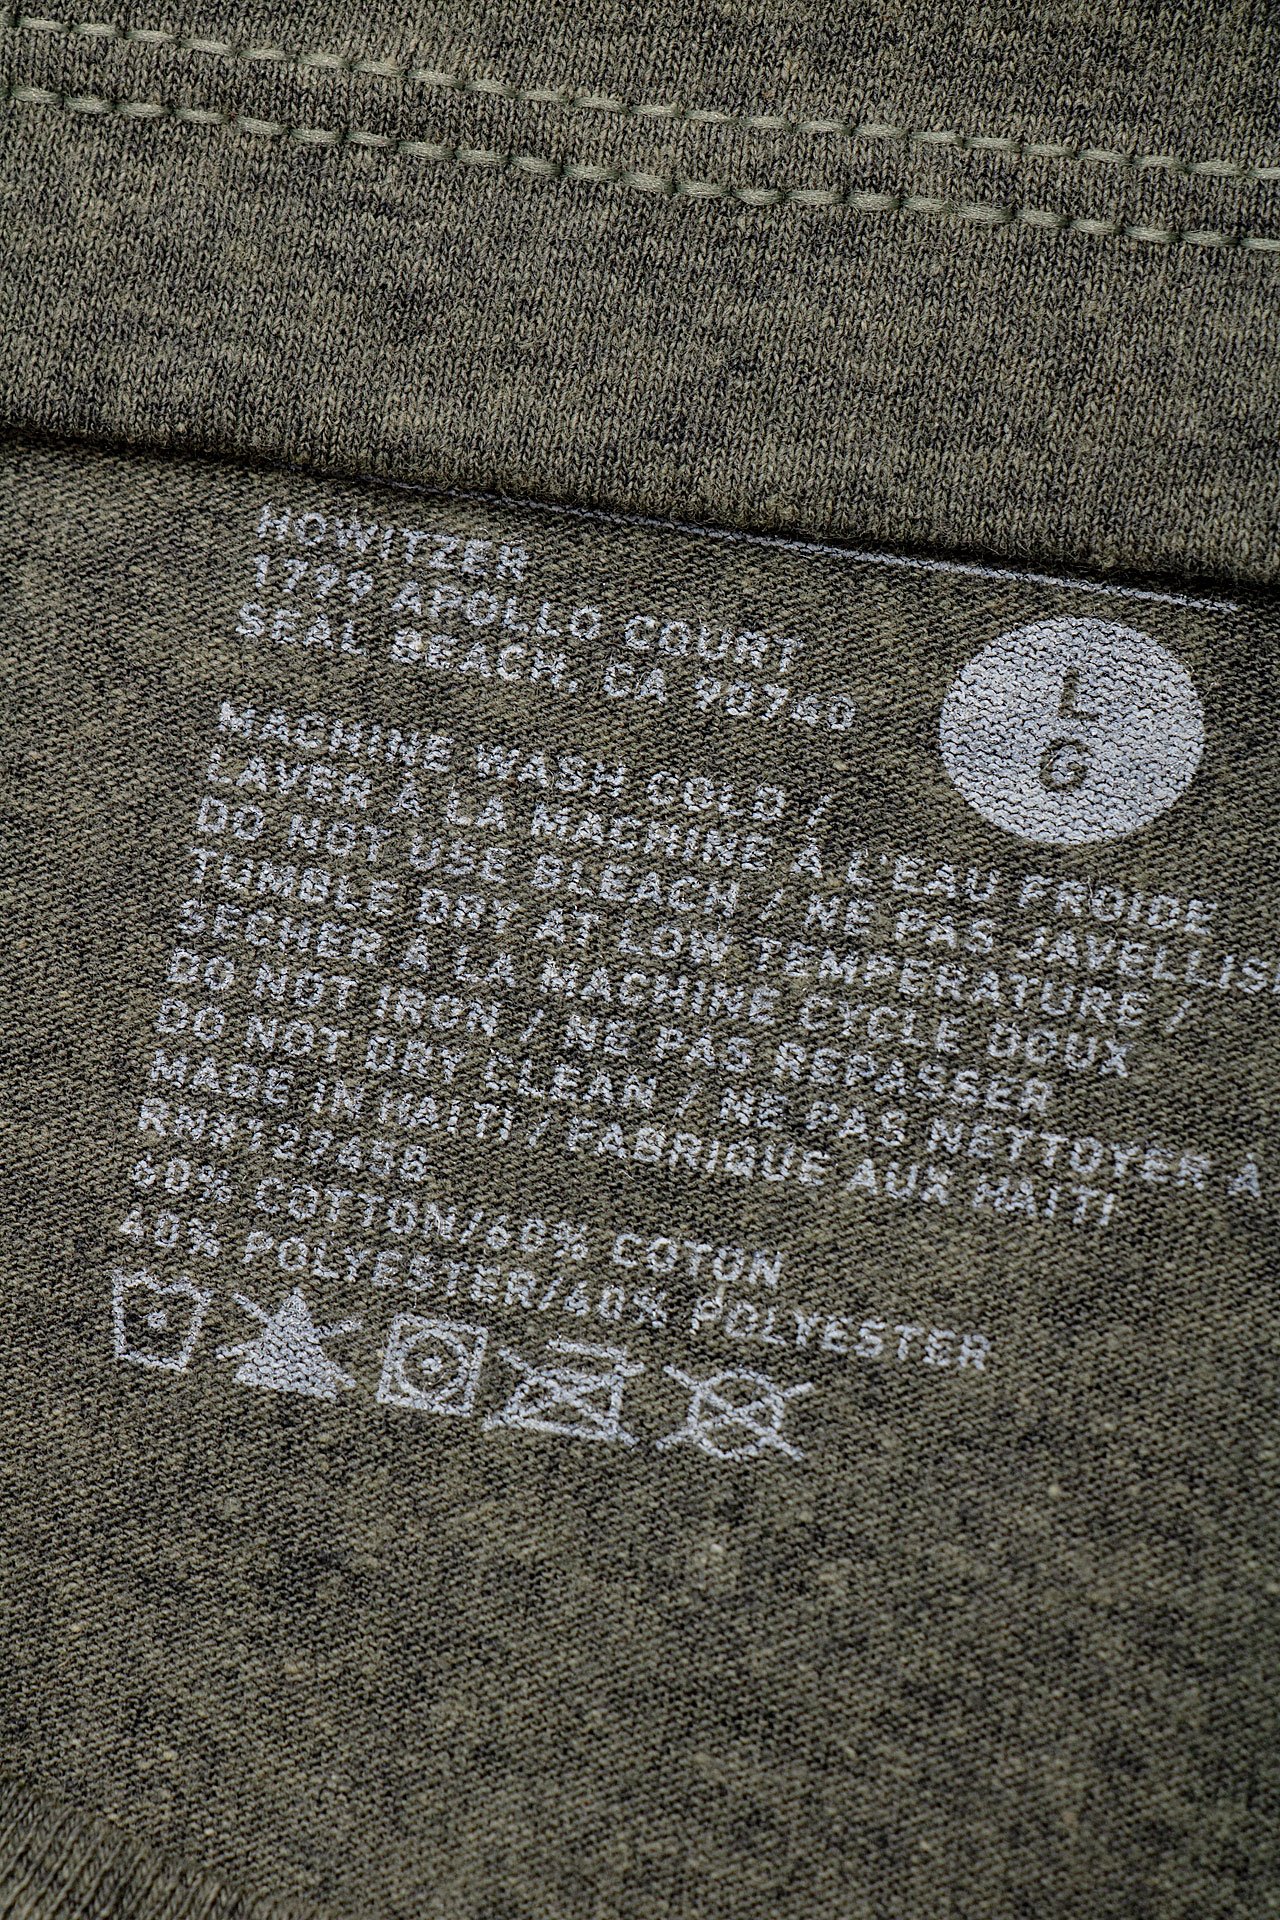 HOWITZER
1799 APOLLO COURT
SEAL BEACH, CA 90740
L
G
MACHINE WASH COLD /
LAVER À LA MACHINE À L'EAU FROIDE
DO NOT USE BLEACH / NE PAS JAVELLIS
TUMBLE DRY AT LOW TEMPERATURE /
SECHER A LA MACHINE CYCLE DOUX
DO NOT IRON / NE PAS REPASSER
DO NOT DRY CLEAN / NE PAS NETTOYER À
MADE IN HAITI / FABRIQUE AUX HAITI
60% COTTON/60% COTON
40% POLYESTER/40% POLYESTER